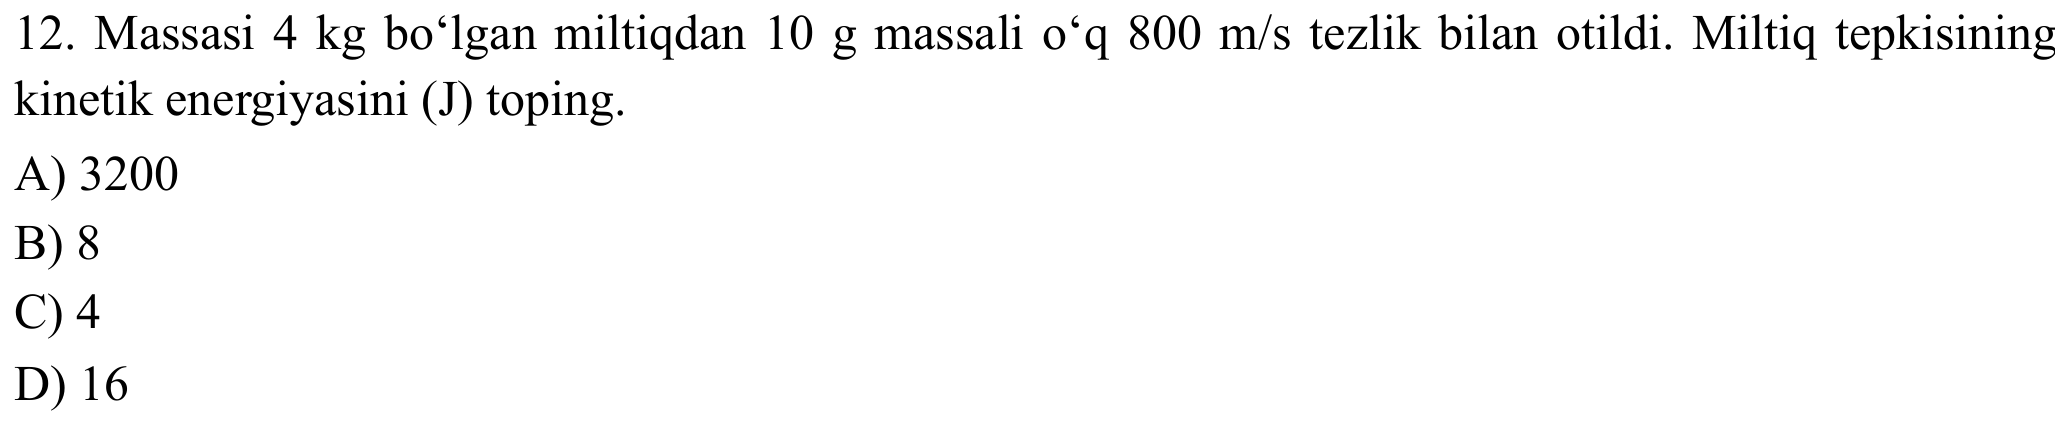 12. Massasi 4 kg bo‘lgan miltiqdan 10 g massali o‘q 800 m/s tezlik bilan otildi. Miltiq tepkisining
kinetik energiyasini (J) toping.
A) 3200
B) 8
C) 4
D) 16